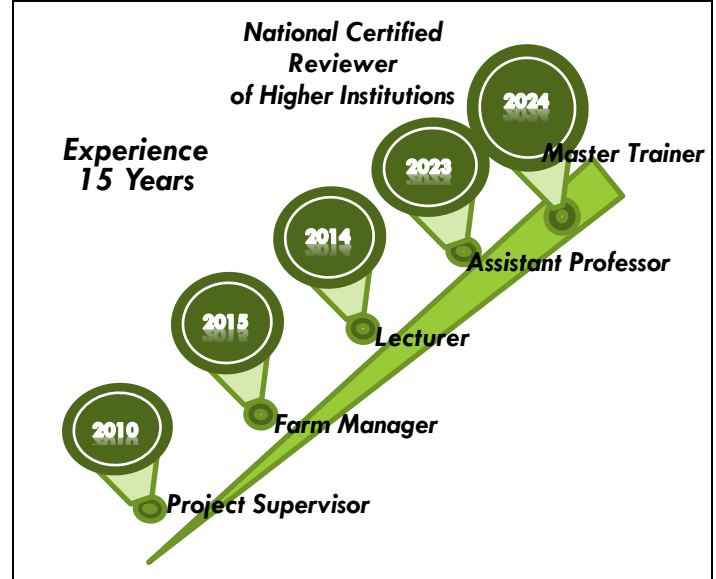 National Certified
Reviewer
of Higher Institutions
2024
Experience
15 Years
Master Trainer
2023
2014
Assistant Professor
2015
Lecturer
2010
Farm Manager
Project Supervisor